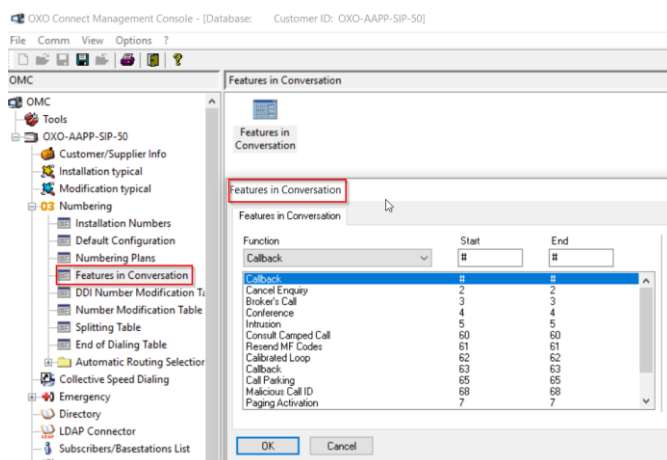 OXO Connect Management Console - [Database: Customer ID: OXO-AAPP-SIP-50]
File Comm View Options ?
OMC
OMC
Tools
OXO-AAPP-SIP-50
Customer/Supplier Info
Installation typical
Modification typical
03 Numbering
Installation Numbers
Default Configuration
Numbering Plans
Features in Conversation
DDI Number Modification Ta
Number Modification Table
Splitting Table
End of Dialing Table
Automatic Routing Selection
Collective Speed Dialing
Emergency
Directory
LDAP Connector
Subscribers/Basestations List
Features in Conversation
Features in
Conversation
Features in Conversation
Features in Conversation
Function Start End
Callback # #
Callback # #
Cancel Enquiry 2 2
Broker's Call 3 3
Conference 4 4
Intrusion 5 5
Consult Camped Call 60 60
Resend MF Codes 61 61
Calibrated Loop 62 62
Callback 63 63
Call Parking 65 65
Malicious Call ID 68 68
Paging Activation 7 7
OK Cancel